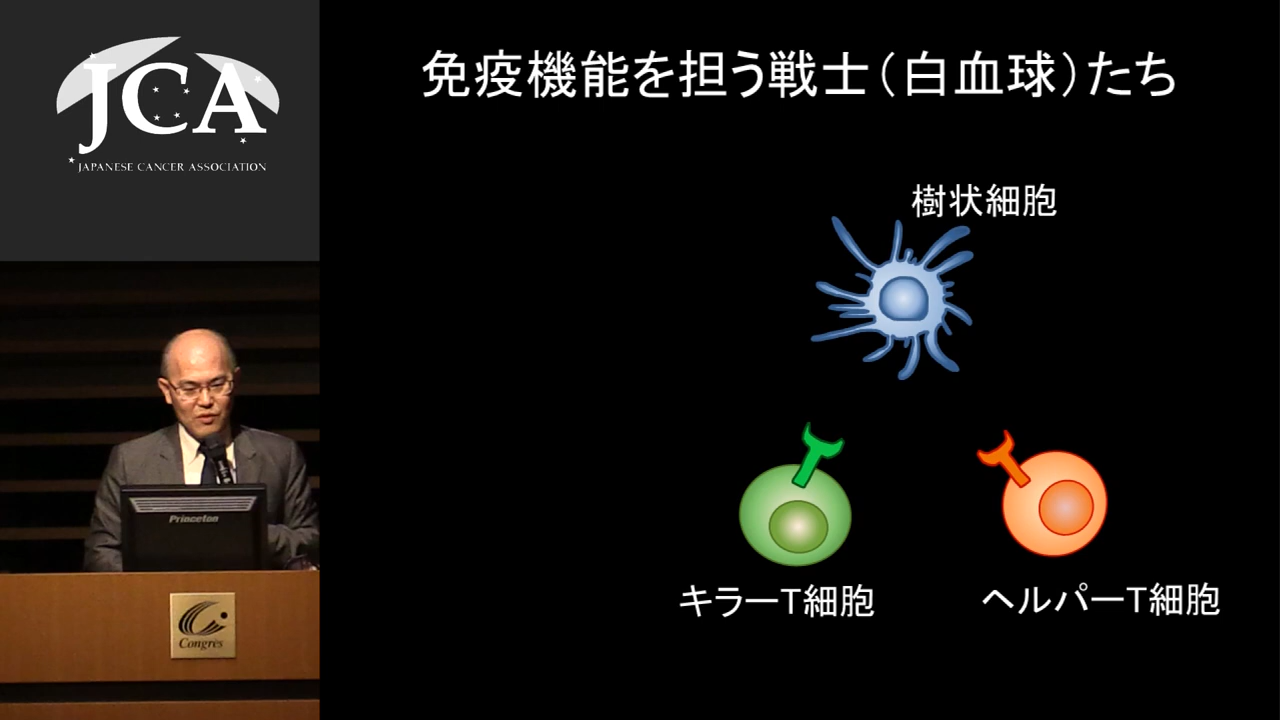 JCA
JAPANESE CANCER ASSOCIATION
免疫機能を担う戦士（白血球）たち
樹状細胞
キラーT細胞
ヘルパーT細胞
Princeton
Congrès